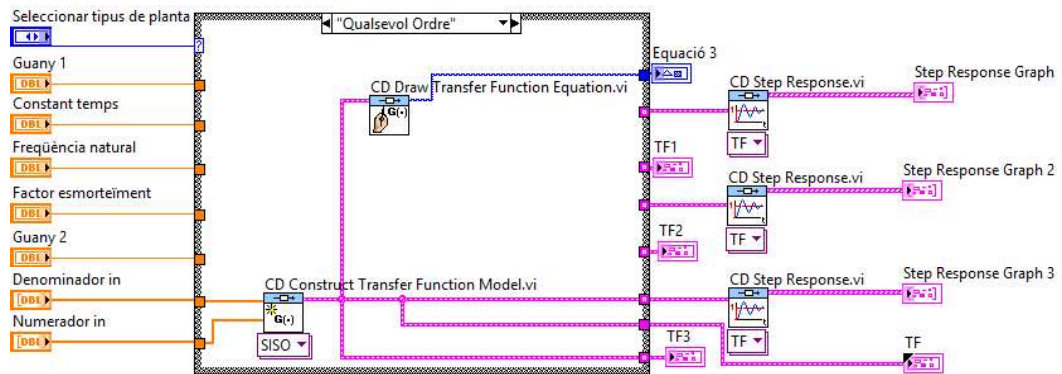 Seleccionar tipus de planta
"Qualsevol Ordre"
?
Guany 1
DBL
Equació 3
CD Draw Transfer Function Equation.vi
G(•)
CD Step Response.vi
Step Response Graph
Constant temps
DBL
1
t
TF
Freqüència natural
DBL
TF1
CD Step Response.vi
Step Response Graph 2
Factor esmorteïment
DBL
1
t
TF
Guany 2
DBL
TF2
Denominador in
[DBL]
CD Construct Transfer Function Model.vi
CD Step Response.vi
Step Response Graph 3
Numerador in
[DBL]
G(•)
SISO
1
t
TF
TF3
TF